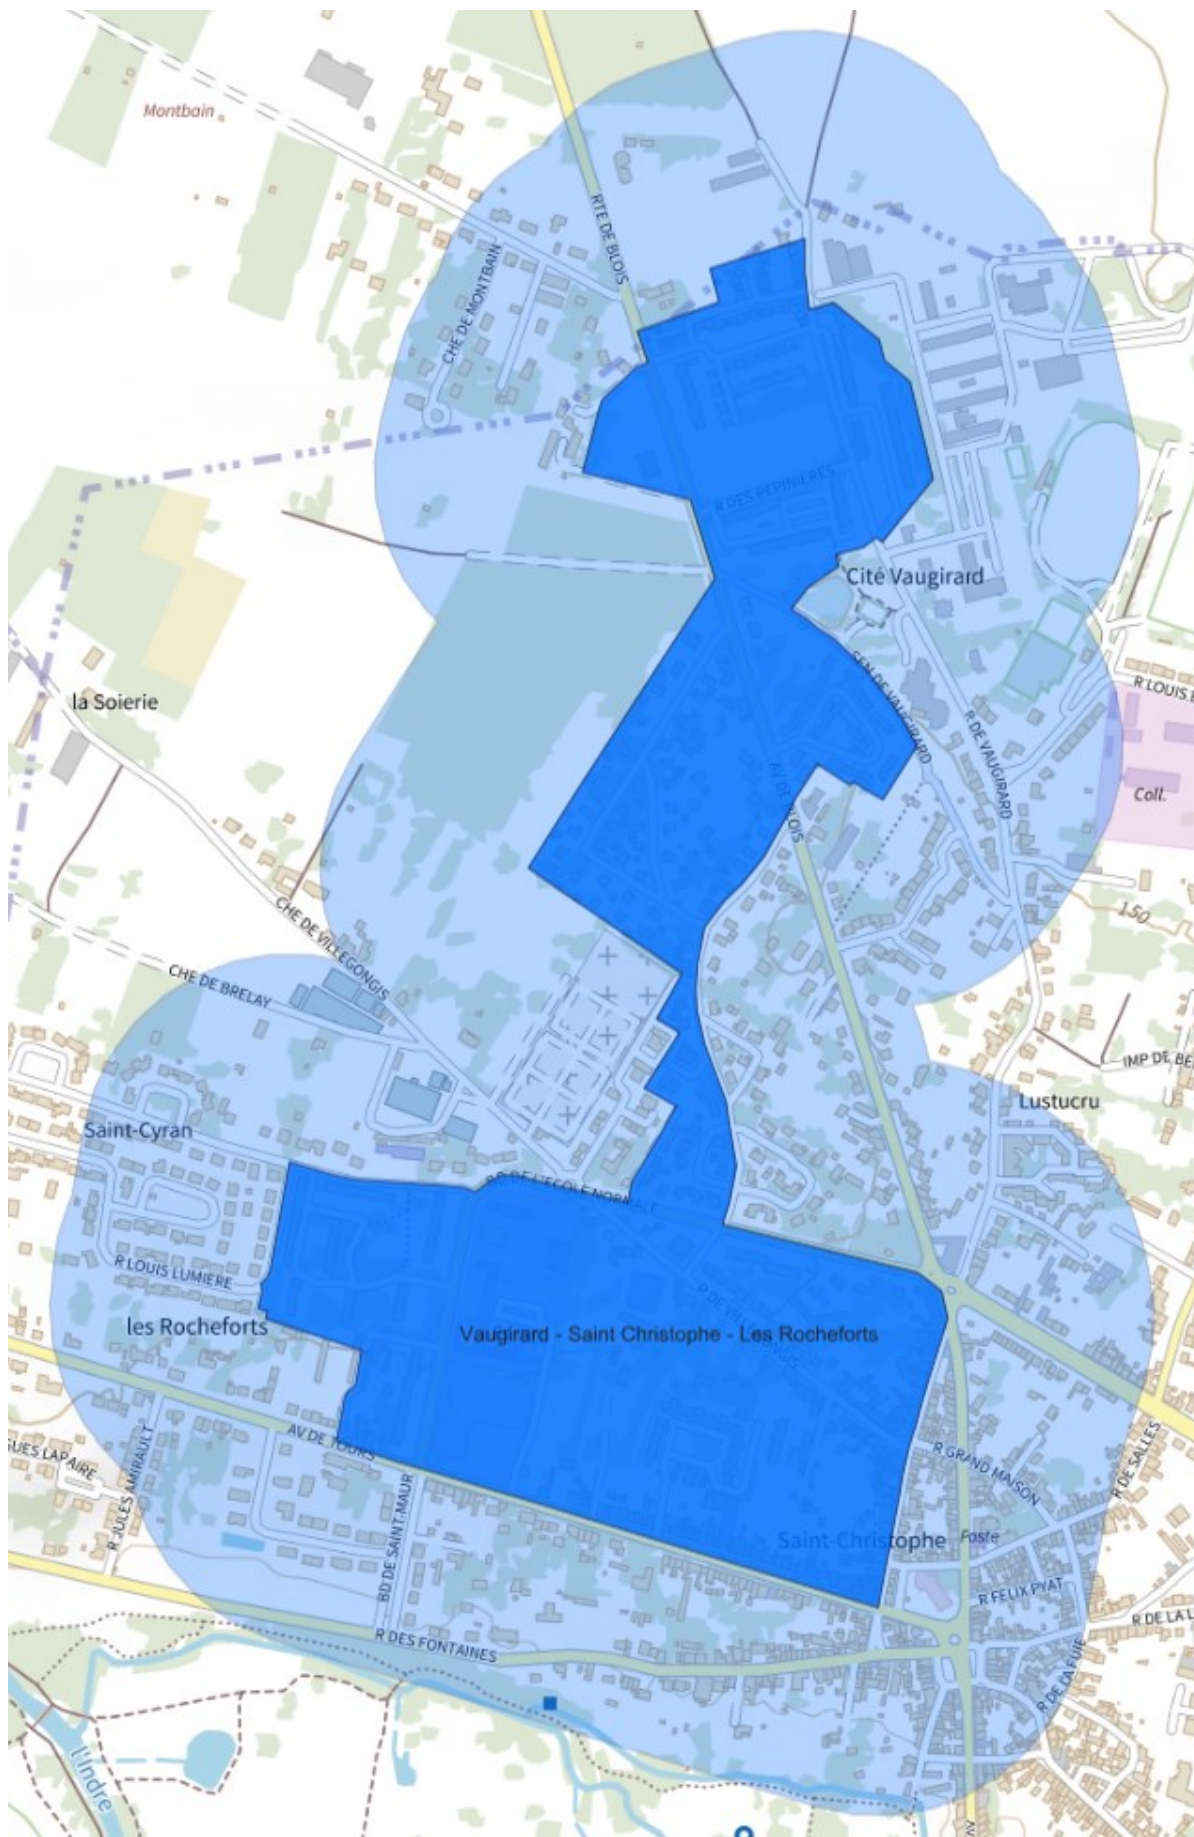 Montbain
RTE DE BLOIS
CHE DE MONTBAIN
R DES PEPINIERES
Cité Vaugirard
SEN DE VAUGIRARD
R LOUIS
la Soierie
R DE VAUGIRARD
AV DE BLOIS
Coll.
150
CHE DE VILLEGONGIS
CHE DE BRELAY
IMP DE BE
Lustucru
Saint-Cyran
BD DE L'ECOLE NORMALE
R LOUIS LUMIERE
R DE VILLEGONGIS
les Rocheforts
Vaugirard - Saint Christophe - Les Rocheforts
AV DE TOURS
GUES LAPAIRE
R JULES AMIRAULT
R GRAND MAISON
R DE SALLES
BD DE SAINT-MAUR
Saint-Christophe
Poste
R FELIX PYAT
R DE LA L
R DES FONTAINES
R DE LA FUIE
l'Indre
AV